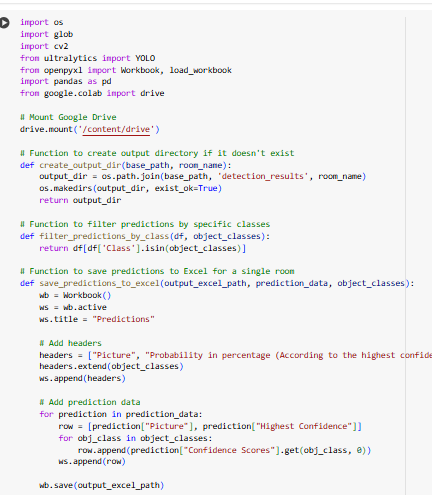 import os
import glob
import cv2
from ultralytics import YOLO
from openpyxl import Workbook, load_workbook
import pandas as pd
from google.colab import drive

# Mount Google Drive
drive.mount('/content/drive')

# Function to create output directory if it doesn't exist
def create_output_dir(base_path, room_name):
    output_dir = os.path.join(base_path, 'detection_results', room_name)
    os.makedirs(output_dir, exist_ok=True)
    return output_dir

# Function to filter predictions by specific classes
def filter_predictions_by_class(df, object_classes):
    return df[df['Class'].isin(object_classes)]

# Function to save predictions to Excel for a single room
def save_predictions_to_excel(output_excel_path, prediction_data, object_classes):
    wb = Workbook()
    ws = wb.active
    ws.title = "Predictions"

    # Add headers
    headers = ["Picture", "Probability in percentage (According to the highest confide
    headers.extend(object_classes)
    ws.append(headers)

    # Add prediction data
    for prediction in prediction_data:
        row = [prediction["Picture"], prediction["Highest Confidence"]]
        for obj_class in object_classes:
            row.append(prediction["Confidence Scores"].get(obj_class, 0))
        ws.append(row)

    wb.save(output_excel_path)